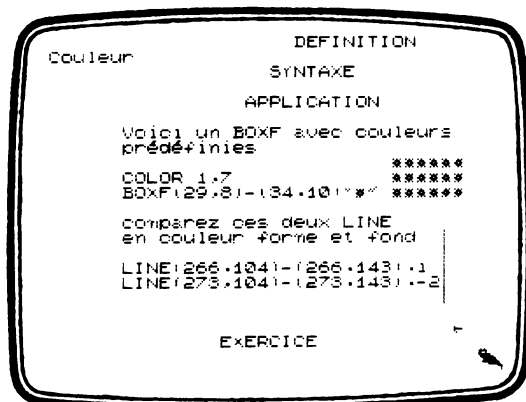 DEFINITION
Couleur
SYNTAXE
APPLICATION
Voici un BOXF avec couleurs
prédéfinies
******
COLOR 1,7 ******
BOXF(29,8)-(34,10)"*" ******
comparez ces deux LINE
en couleur forme et fond
LINE(266,104)-(266,143),1
LINE(273,104)-(273,143),-2
EXERCICE